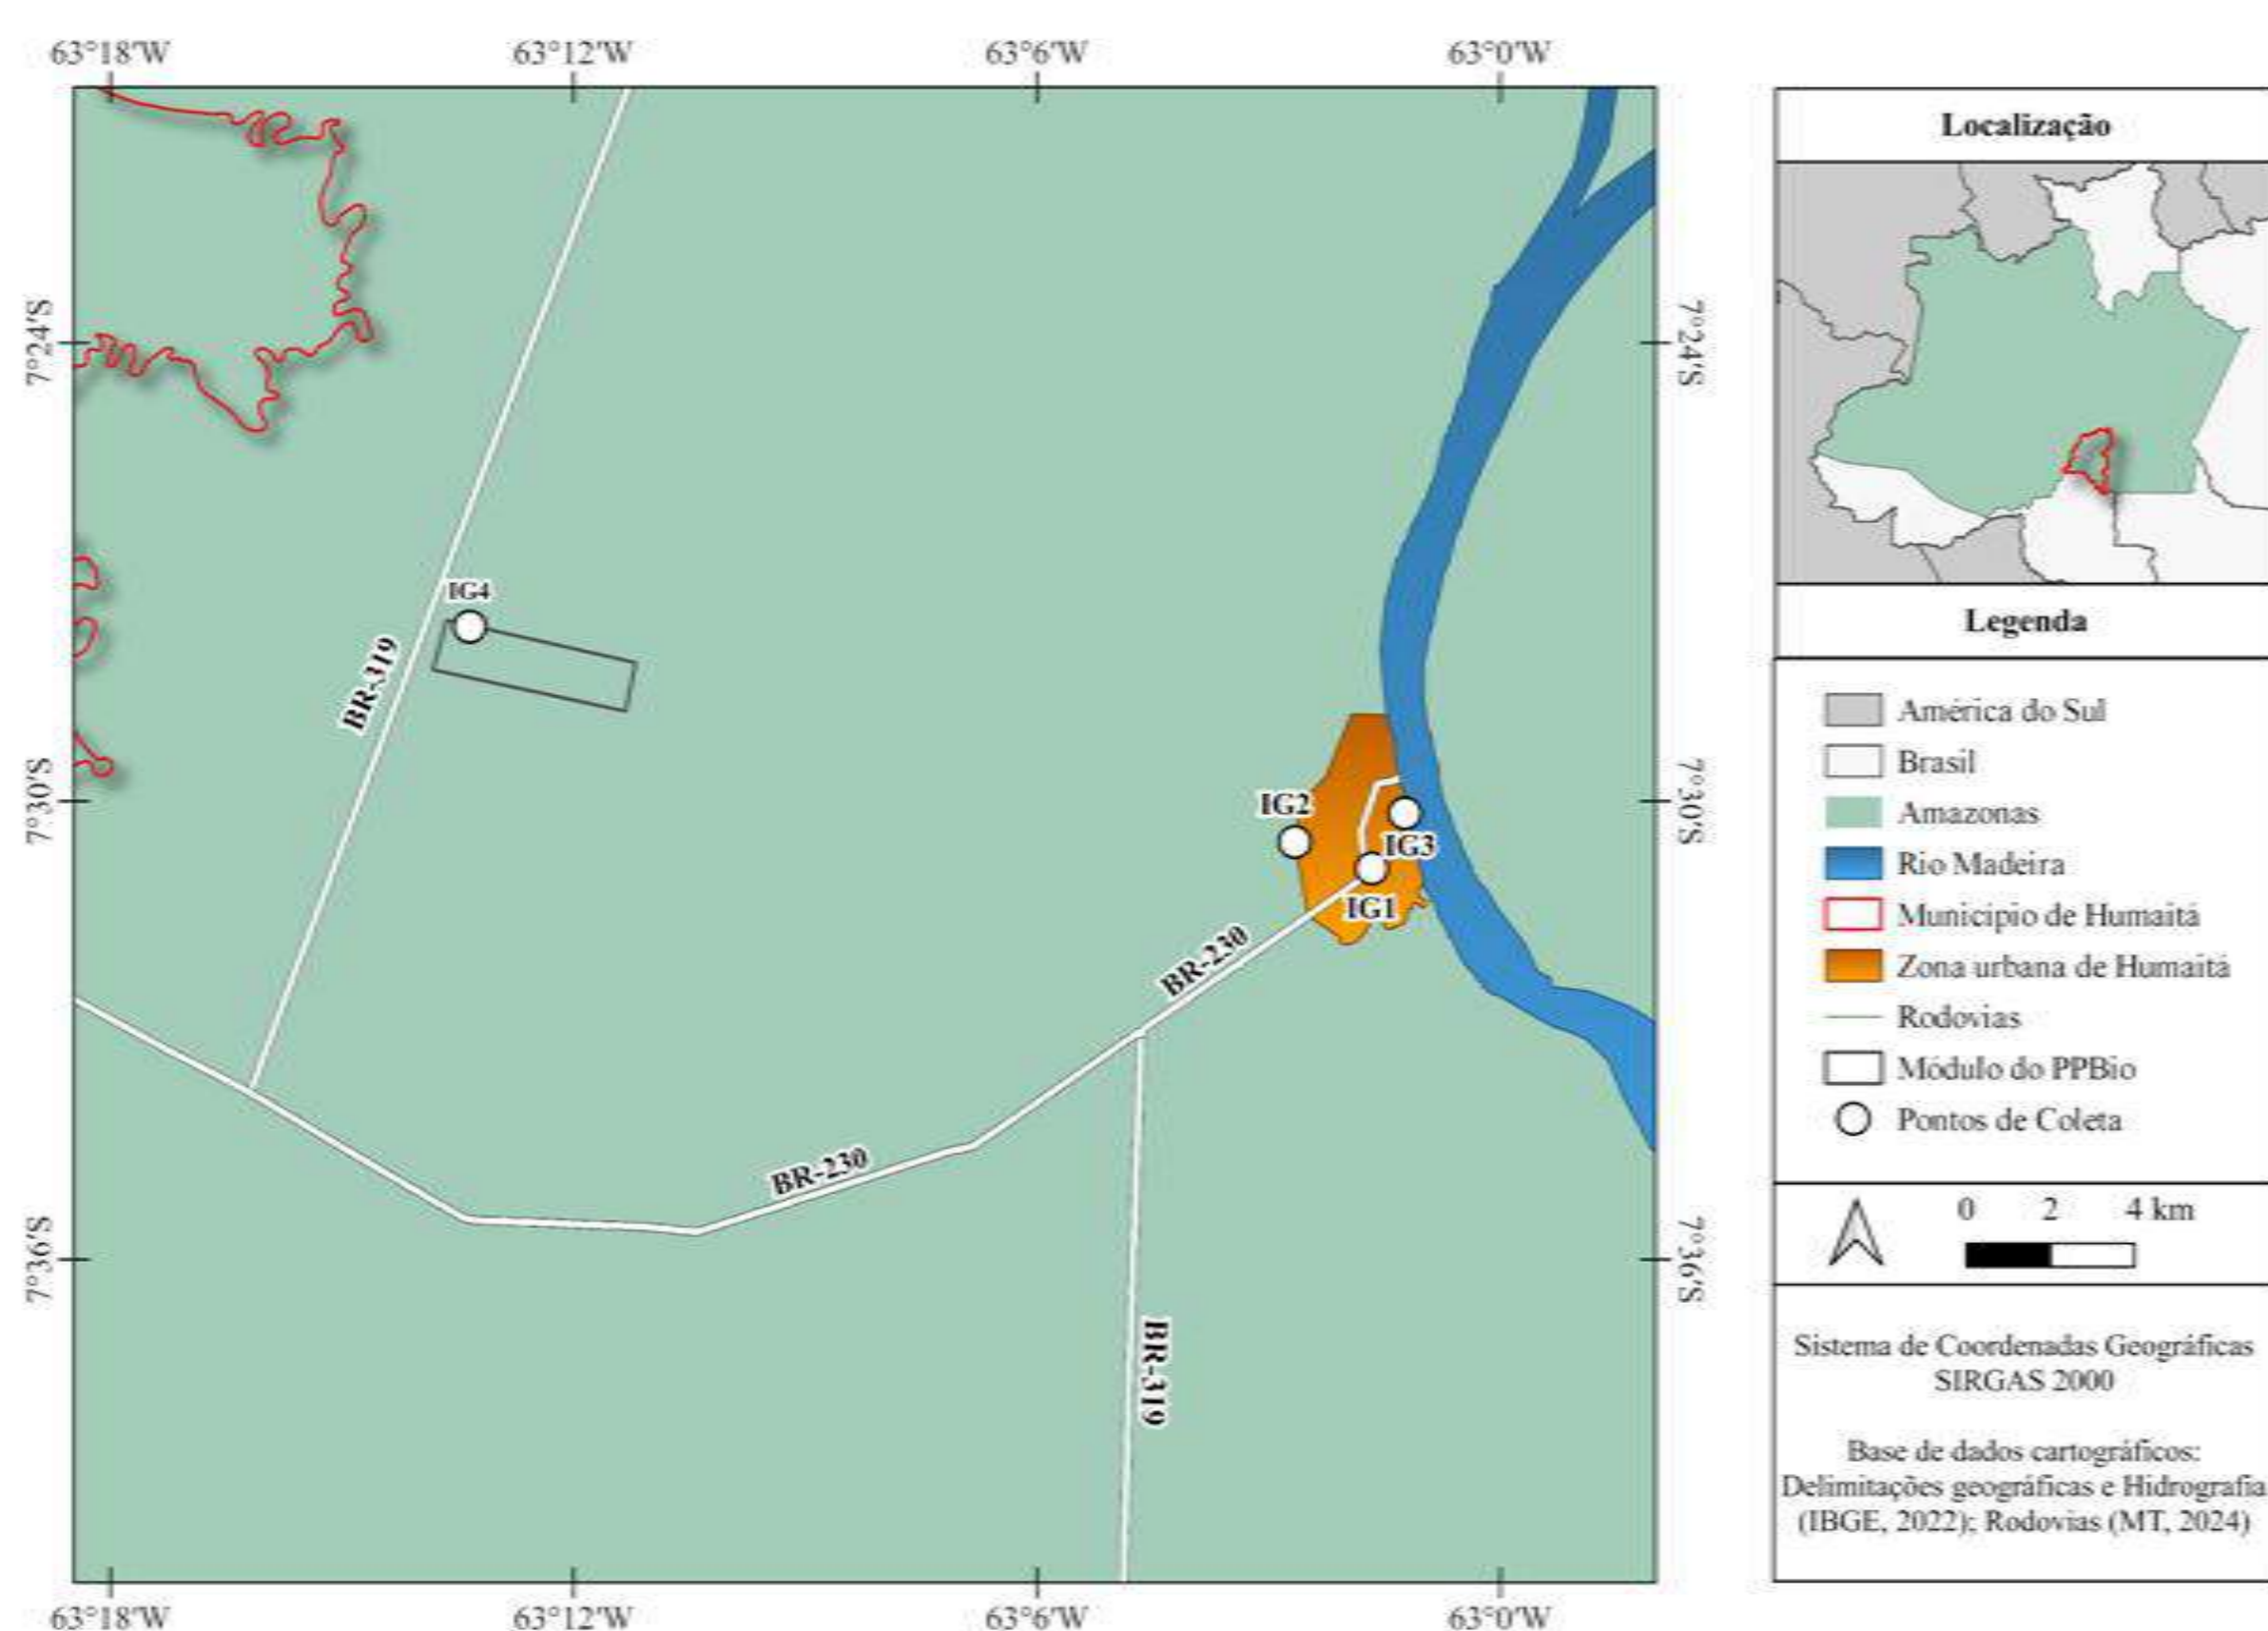 63°18'W 63°12'W 63°6'W 63°0'W
7°24'S
7°24'S
IG4
BR-319
7°30'S
7°30'S
IG2
IG3
IG1
BR-230
BR-230
7°36'S
7°36'S
BR-319
63°18'W 63°12'W 63°6'W 63°0'W
Localização
Legenda
América do Sul
Brasil
Amazonas
Rio Madeira
Município de Humaitá
Zona urbana de Humaitá
Rodovias
Módulo do PPBio
Pontos de Coleta
0 2 4 km
Sistema de Coordenadas Geográficas
SIRGAS 2000
Base de dados cartográficos:
Delimitações geográficas e Hidrografia
(IBGE, 2022); Rodovias (MT, 2024)